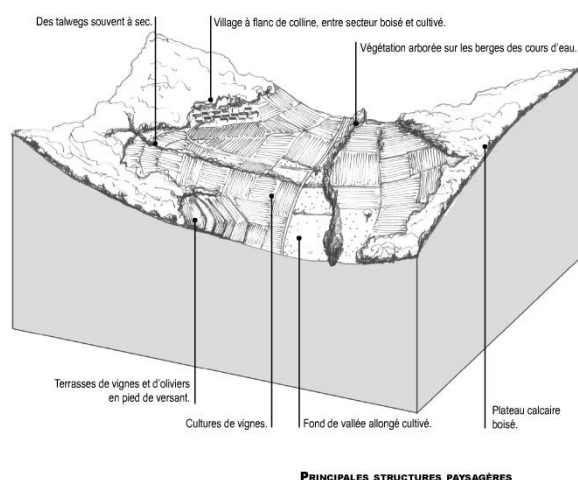 Des talwegs souvent à sec.
Village à flanc de colline, entre secteur boisé et cultivé.
Végétation arborée sur les berges des cours d'eau.
Terrasses de vignes et d'oliviers
en pied de versant.
Cultures de vignes.
Fond de vallée allongé cultivé.
Plateau calcaire
boisé.
PRINCIPALES STRUCTURES PAYSAGÈRES